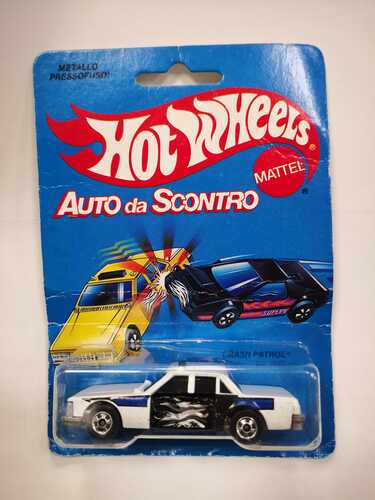 METALLO
PRESSOFUSO!
HOT WHEELS®
MATTEL
AUTO da SCONTRO
CRASH PATROL